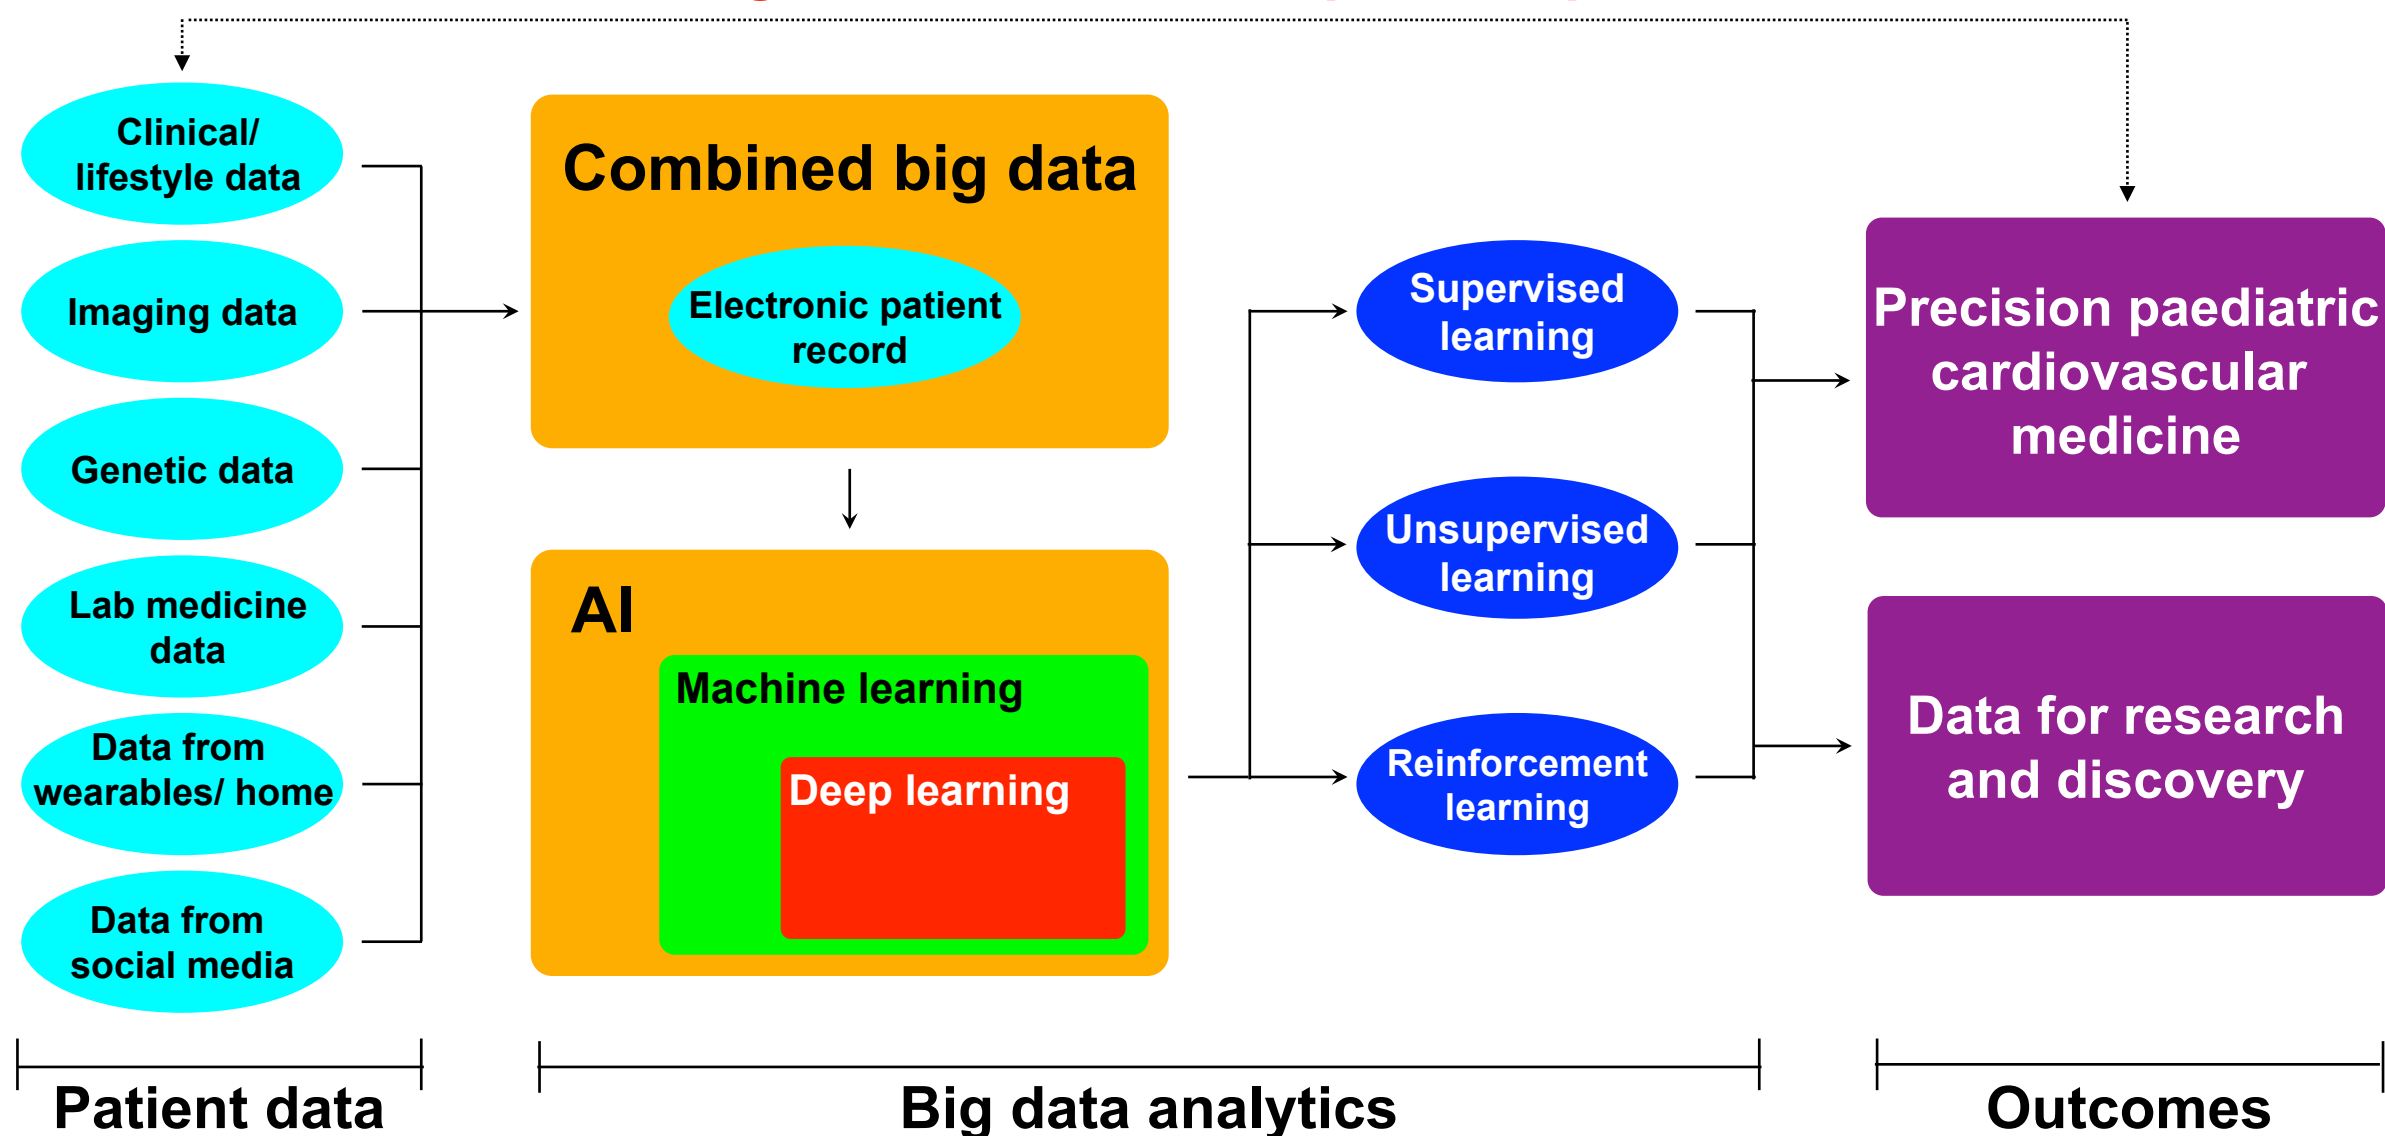 Clinical/
lifestyle data
Imaging data
Genetic data
Lab medicine
data
Data from
wearables/ home
Data from
social media
Combined big data
Electronic patient
record
AI
Machine learning
Deep learning
Supervised
learning
Unsupervised
learning
Reinforcement
learning
Precision paediatric
cardiovascular
medicine
Data for research
and discovery
Patient data
Big data analytics
Outcomes